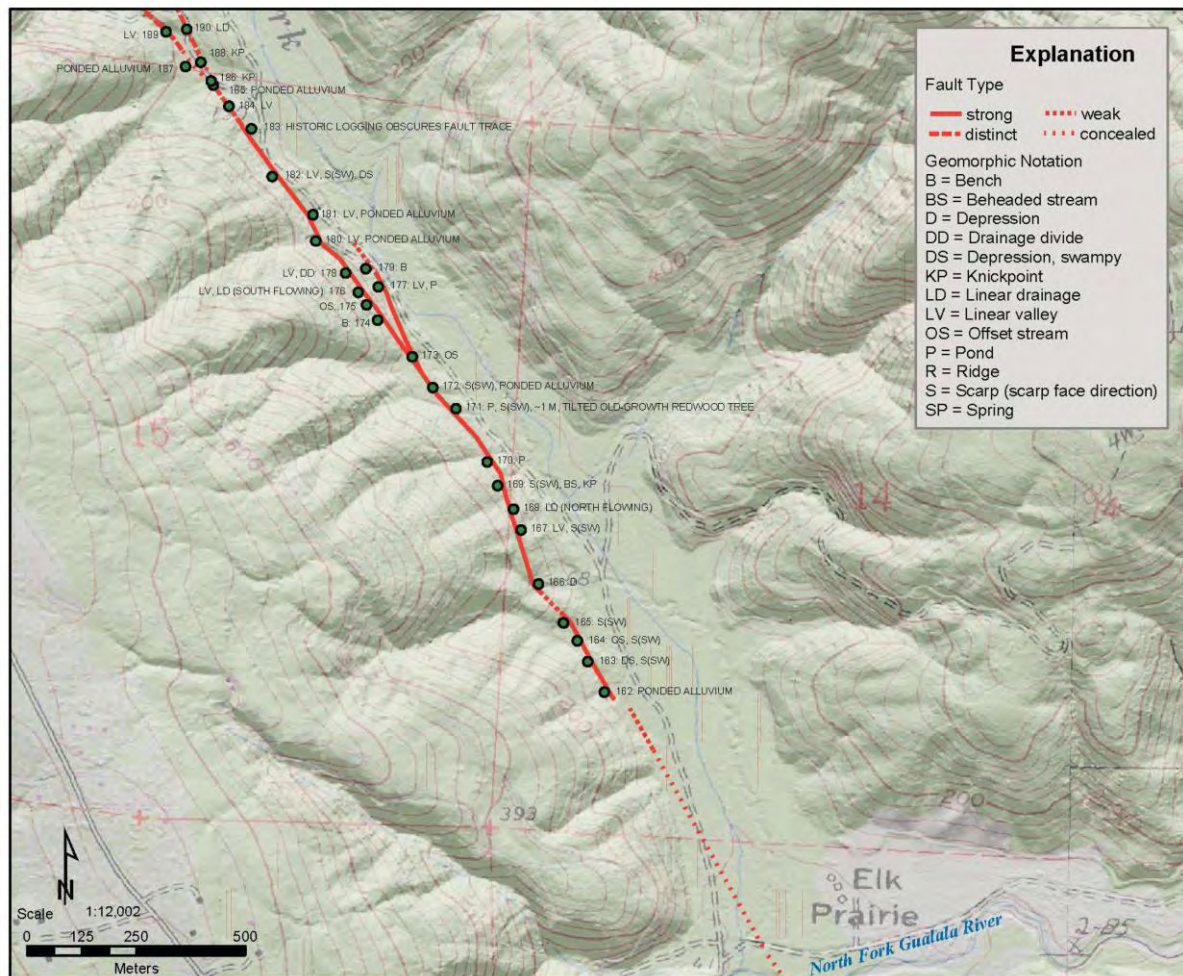 rk
LV: 189
190: LD
188: KP
PONDED ALLUVIUM: 187
186: KP
185: PONDED ALLUVIUM
184: LV
183: HISTORIC LOGGING OBSCURES FAULT TRACE
200
182: LV, S(SW), DS
400
181: LV, PONDED ALLUVIUM
180: LV, PONDED ALLUVIUM
179: B
LV, DD: 178
177: LV, P
400
LV, LD (SOUTH FLOWING): 176
OS: 175
B: 174
173: OS
172: S(SW), PONDED ALLUVIUM
171: P, S(SW), ~1 M, TILTED OLD-GROWTH REDWOOD TREE
15
600
170: P
169: S(SW), BS, KP
168: LD (NORTH FLOWING)
167: LV, S(SW)
14
166: D
165: S(SW)
164: OS, S(SW)
163: DS, S(SW)
162: PONDED ALLUVIUM
200
393
200
Elk
Prairie
North Fork Gualala River
Explanation
Fault Type
strong
weak
distinct
concealed
Geomorphic Notation
B = Bench
BS = Beheaded stream
D = Depression
DD = Drainage divide
DS = Depression, swampy
KP = Knickpoint
LD = Linear drainage
LV = Linear valley
OS = Offset stream
P = Pond
R = Ridge
S = Scarp (scarp face direction)
SP = Spring
N
Scale 1:12,002
0 125 250 500
Meters